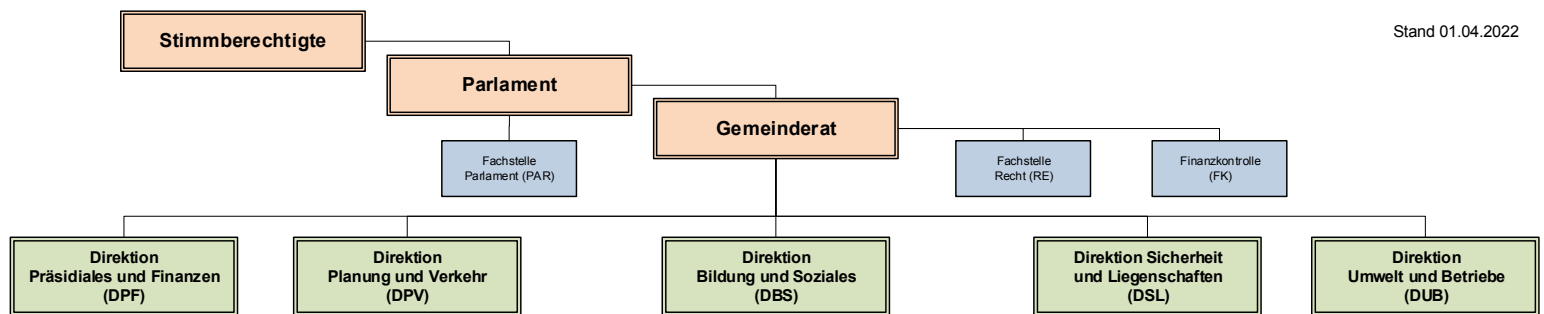 Stimmberechtigte
Stand 01.04.2022
Parlament
Gemeinderat
Fachstelle
Parlament (PAR)
Fachstelle
Recht (RE)
Finanzkontrolle
(FK)
Direktion
Präsidiales und Finanzen
(DPF)
Direktion
Planung und Verkehr
(DPV)
Direktion
Bildung und Soziales
(DBS)
Direktion Sicherheit
und Liegenschaften
(DSL)
Direktion
Umwelt und Betriebe
(DUB)